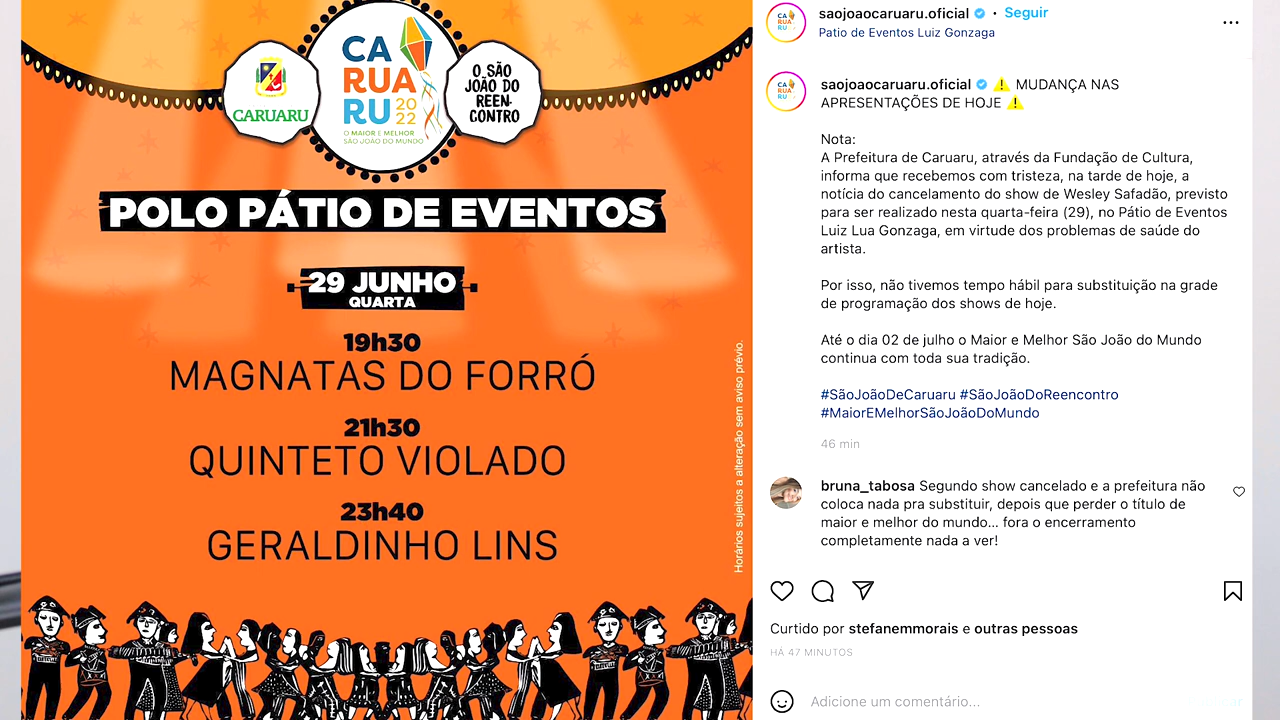 CARUARU
CA
RUA
RU
20
22
O MAIOR E MELHOR
SÃO JOÃO DO MUNDO
O SÃO
JOÃO DO
REEN-
CONTRO
POLO PÁTIO DE EVENTOS
29 JUNHO
QUARTA
19h30
MAGNATAS DO FORRÓ
21h30
QUINTETO VIOLADO
23h40
GERALDINHO LINS
Horários sujeitos a alteração sem aviso prévio.
saojoaocaruaru.oficial • Seguir
Patio de Eventos Luiz Gonzaga
saojoaocaruaru.oficial ⚠️ MUDANÇA NAS
APRESENTAÇÕES DE HOJE ⚠️
Nota:
A Prefeitura de Caruaru, através da Fundação de Cultura,
informa que recebemos com tristeza, na tarde de hoje, a
notícia do cancelamento do show de Wesley Safadão, previsto
para ser realizado nesta quarta-feira (29), no Pátio de Eventos
Luiz Lua Gonzaga, em virtude dos problemas de saúde do
artista.
Por isso, não tivemos tempo hábil para substituição na grade
de programação dos shows de hoje.
Até o dia 02 de julho o Maior e Melhor São João do Mundo
continua com toda sua tradição.
#SãoJoãoDeCaruaru #SãoJoãoDoReencontro
#MaiorEMelhorSãoJoãoDoMundo
46 min
bruna_tabosa Segundo show cancelado e a prefeitura não
coloca nada pra substituir, depois que perder o título de
maior e melhor do mundo... fora o encerramento
completamente nada a ver!
Curtido por stefanemmorais e outras pessoas
HÁ 47 MINUTOS
Adicione um comentário...